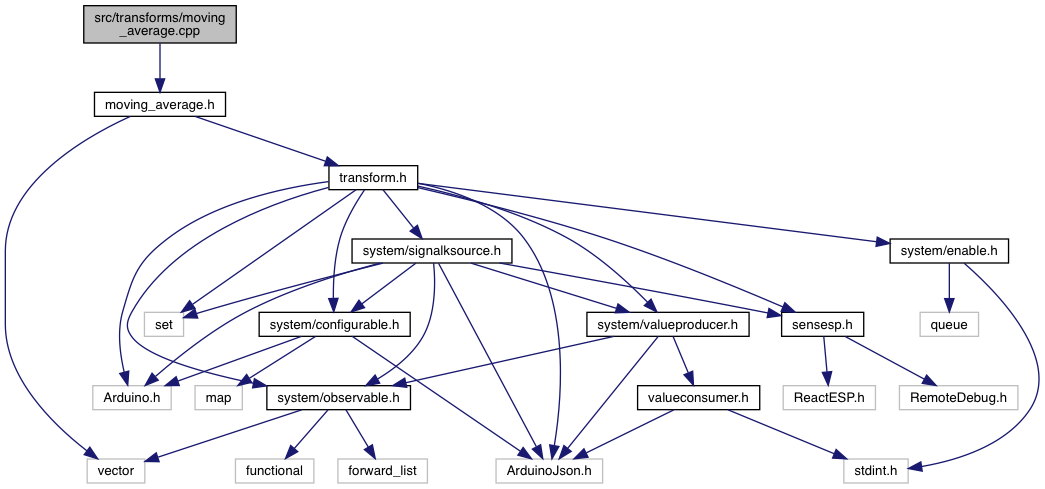 src/transforms/moving
_average.cpp
moving_average.h
transform.h
system/signalksource.h
system/enable.h
set
system/configurable.h
system/valueproducer.h
sensesp.h
queue
Arduino.h
map
system/observable.h
valueconsumer.h
ReactESP.h
RemoteDebug.h
vector
functional
forward_list
ArduinoJson.h
stdint.h